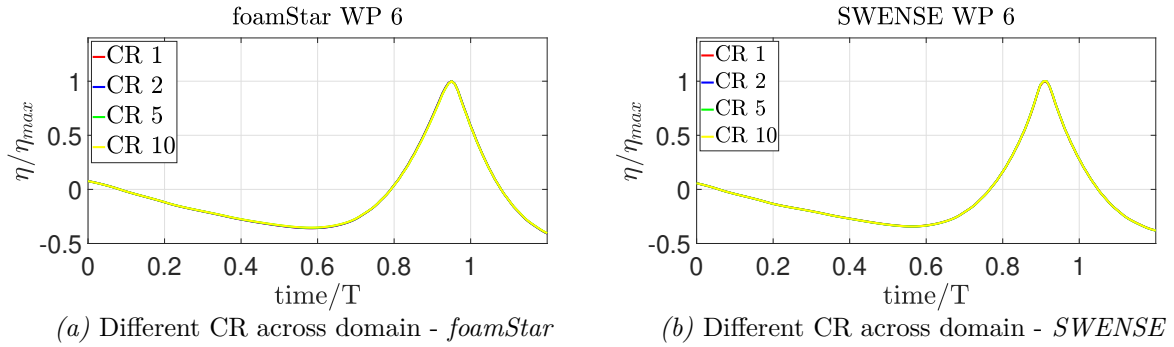 foamStar WP 6
CR 1
CR 2
CR 5
CR 10
1
0.5
0
-0.5
η/ηmax
0 0.2 0.4 0.6 0.8 1
time/T
(a) Different CR across domain - foamStar
SWENSE WP 6
CR 1
CR 2
CR 5
CR 10
1
0.5
0
-0.5
η/ηmax
0 0.2 0.4 0.6 0.8 1
time/T
(b) Different CR across domain - SWENSE